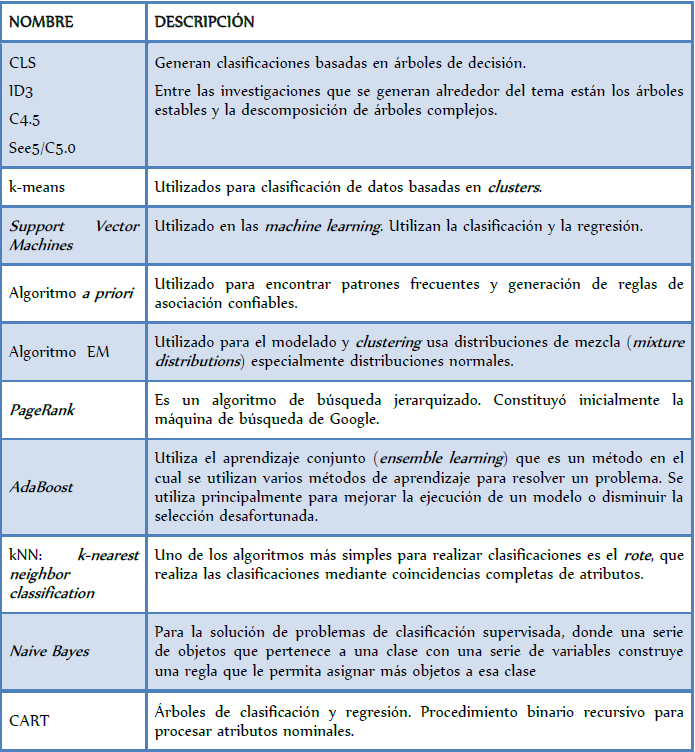 NOMBRE
DESCRIPCIÓN
CLS
ID3
C4.5
See5/C5.0
Generan clasificaciones basadas en árboles de decisión.
Entre las investigaciones que se generan alrededor del tema están los árboles
estables y la descomposición de árboles complejos.
k-means
Utilizados para clasificación de datos basadas en clusters.
Support Vector
Machines
Utilizado en las machine learning. Utilizan la clasificación y la regresión.
Algoritmo a priori
Utilizado para encontrar patrones frecuentes y generación de reglas de
asociación confiables.
Algoritmo EM
Utilizado para el modelado y clustering usa distribuciones de mezcla (mixture
distributions) especialmente distribuciones normales.
PageRank
Es un algoritmo de búsqueda jerarquizado. Constituyó inicialmente la
máquina de búsqueda de Google.
AdaBoost
Utiliza el aprendizaje conjunto (ensemble learning) que es un método en el
cual se utilizan varios métodos de aprendizaje para resolver un problema. Se
utiliza principalmente para mejorar la ejecución de un modelo o disminuir la
selección desafortunada.
kNN: k-nearest
neighbor
classification
Uno de los algoritmos más simples para realizar clasificaciones es el rote, que
realiza las clasificaciones mediante coincidencias completas de atributos.
Naive Bayes
Para la solución de problemas de clasificación supervisada, donde una serie
de objetos que pertenece a una clase con una serie de variables construye
una regla que le permita asignar más objetos a esa clase
CART
Árboles de clasificación y regresión. Procedimiento binario recursivo para
procesar atributos nominales.